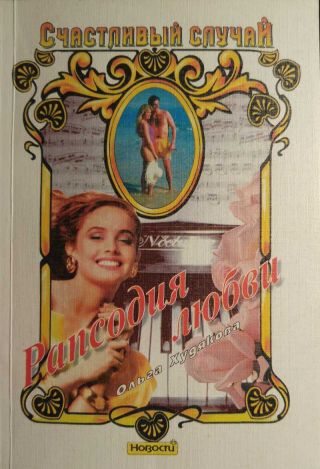 Счастливый случай
Рапсодия
любви
Ольга Худякова
Новости